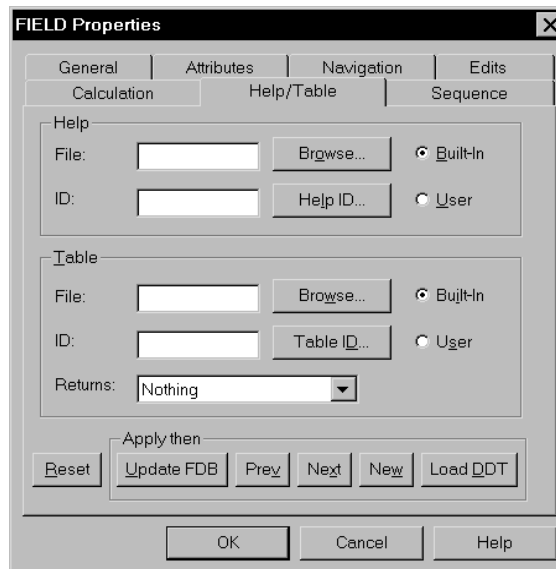 FIELD Properties
General Attributes Navigation Edits
Calculation Help/Table Sequence
Help
File: Browse... Built-In
ID: Help ID... User
Table
File: Browse... Built-In
ID: Table ID... User
Returns: Nothing
Apply then
Reset Update FDB Prev Next New Load DDT
OK Cancel Help